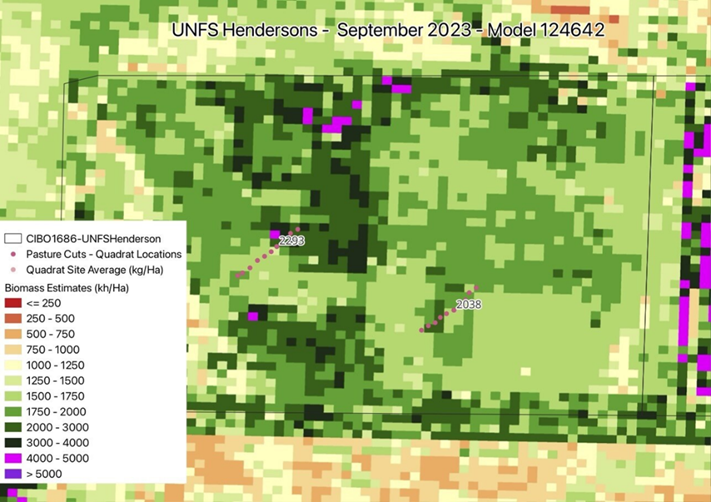 UNFS Hendersons - September 2023 - Model 124642
2293
2038
CIBO1686-UNFSHenderson
Pasture Cuts - Quadrat Locations
Quadrat Site Average (kg/Ha)
Biomass Estimates (kh/Ha)
<= 250
250 - 500
500 - 750
750 - 1000
1000 - 1250
1250 - 1500
1500 - 1750
1750 - 2000
2000 - 3000
3000 - 4000
4000 - 5000
> 5000